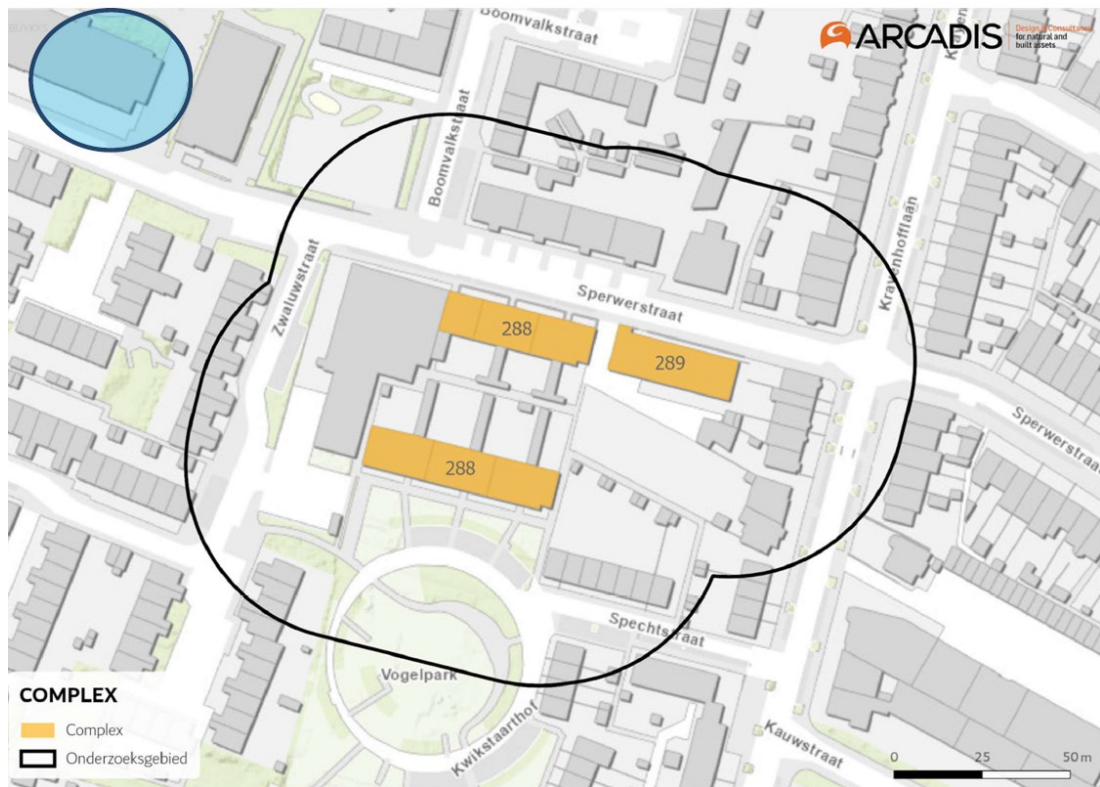 Boomvalkstraat
ARCADIS
Design & Consultancy
for natural and
built assets
Boomvalkstraat
Kravenhofflaan
Zwaluwstraat
Sperwerstraat
288
289
Sperwerstraat
288
Spechtstraat
Vogelpark
Kwikstaarthof
Kauwstraat
COMPLEX
Complex
Onderzoeksgebied
0 25 50 m